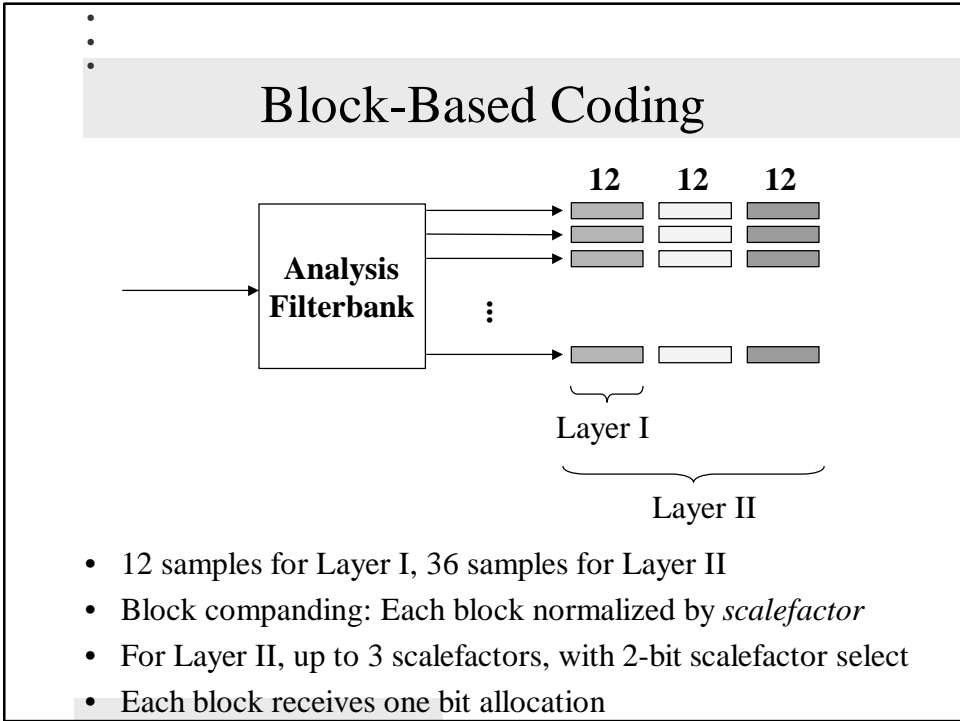 Block-Based Coding
12 12 12
Analysis
Filterbank
Layer I
Layer II
• 12 samples for Layer I, 36 samples for Layer II
• Block companding: Each block normalized by scalefactor
• For Layer II, up to 3 scalefactors, with 2-bit scalefactor select
• Each block receives one bit allocation